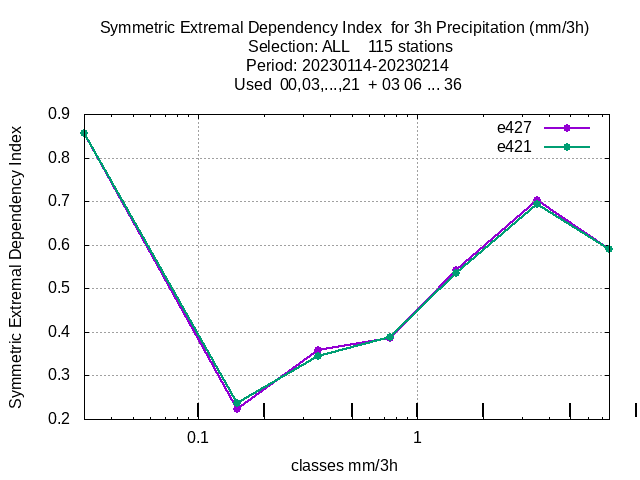 Symmetric Extremal Dependency Index  for 3h Precipitation (mm/3h)
Selection: ALL    115 stations
Period: 20230114-20230214
Used  00,03,...,21  + 03 06 ... 36
Symmetric Extremal Dependency Index
0.9
0.8
0.7
0.6
0.5
0.4
0.3
0.2
e427
e421
0.1
1
classes mm/3h